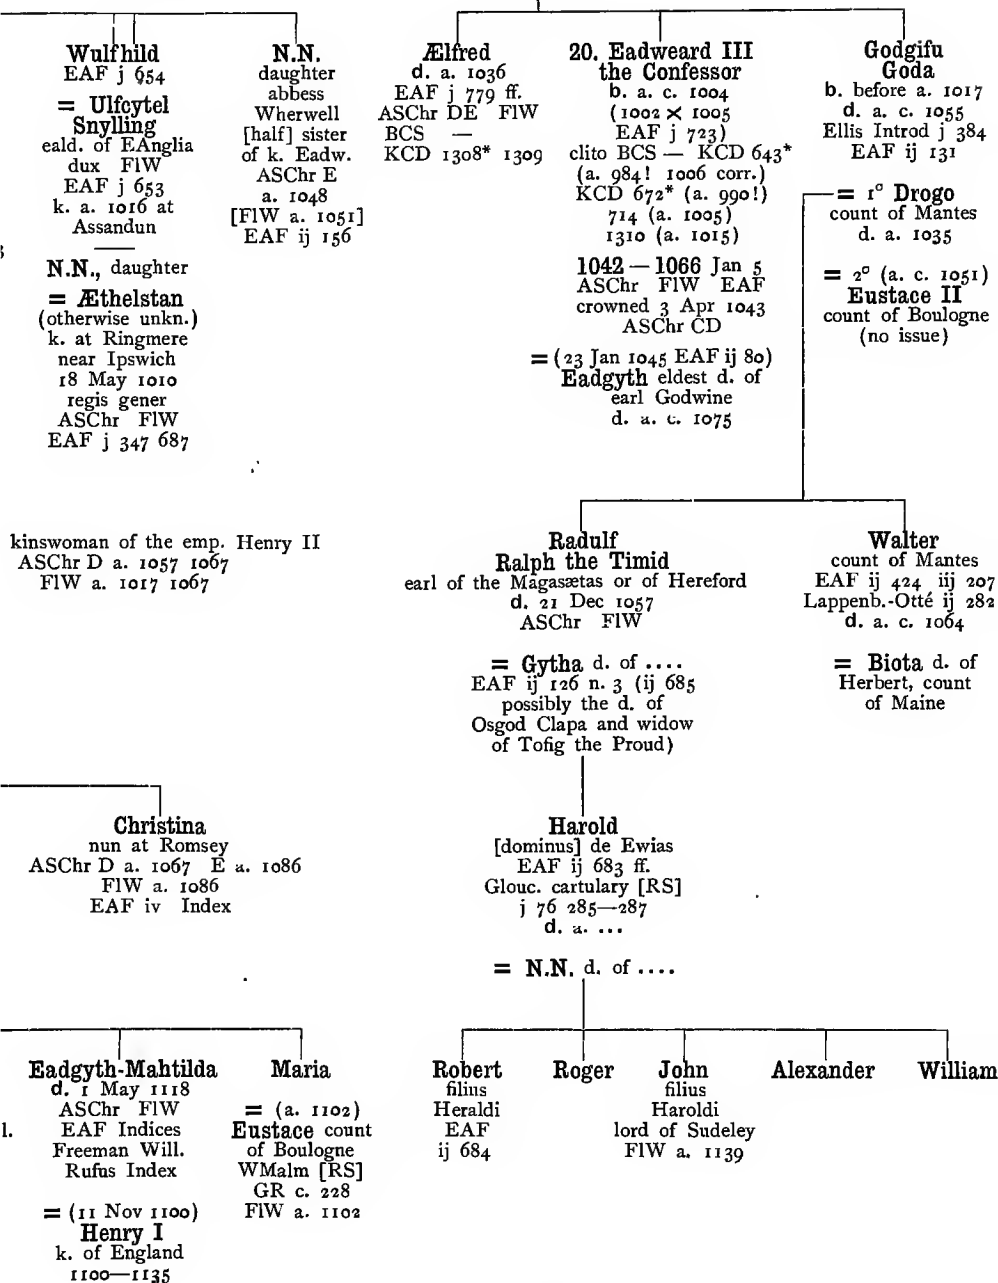 Wulfhild
EAF j 654
= Ulfcytel
Snylling
eald. of EAnglia
dux FlW
EAF j 653
k. a. 1016 at
Assandun
N.N., daughter
= Æthelstan
(otherwise unkn.)
k. at Ringmere
near Ipswich
18 May 1010
regis gener
ASChr FlW
EAF j 347 687
N.N.
daughter
abbess
Wherwell
[half] sister
of k. Eadw.
ASChr E
a. 1048
[FlW a. 1051]
EAF ij 156
Ælfred
d. a. 1036
EAF j 779 ff.
ASChr DE FlW
BCS —
KCD 1308* 1309
20. Eadweard III
the Confessor
b. a. c. 1004
(1002 × 1005
EAF j 723)
clito BCS — KCD 643*
(a. 984! 1006 corr.)
KCD 672* (a. 990!)
714 (a. 1005)
1310 (a. 1015)
1042 — 1066 Jan 5
ASChr FlW EAF
crowned 3 Apr 1043
ASChr CD
= (23 Jan 1045 EAF ij 80)
Eadgyth eldest d. of
earl Godwine
d. a. c. 1075
Godgifu
Goda
b. before a. 1017
d. a. c. 1055
Ellis Introd j 384
EAF ij 131
= 1° Drogo
count of Mantes
d. a. 1035
= 2° (a. c. 1051)
Eustace II
count of Boulogne
(no issue)
kinswoman of the emp. Henry II
ASChr D a. 1057 1067
FlW a. 1017 1067
Radulf
Ralph the Timid
earl of the Magasætas or of Hereford
d. 21 Dec 1057
ASChr FlW
= Gytha d. of ....
EAF ij 126 n. 3 (ij 685
possibly the d. of
Osgod Clapa and widow
of Tofig the Proud)
Walter
count of Mantes
EAF ij 424 iij 207
Lappenb.-Otté ij 282
d. a. c. 1064
= Biota d. of
Herbert, count
of Maine
Christina
nun at Romsey
ASChr D a. 1067 E a. 1086
FlW a. 1086
EAF iv Index
Harold
[dominus] de Ewias
EAF ij 683 ff.
Glouc. cartulary [RS]
j 76 285—287
d. a. ...
= N.N. d. of ....
Eadgyth-Mahtilda
d. 1 May 1118
ASChr FlW
l. EAF Indices
Freeman Will.
Rufus Index
= (11 Nov 1100)
Henry I
k. of England
1100—1135
Maria
= (a. 1102)
Eustace count
of Boulogne
WMalm [RS]
GR c. 228
FlW a. 1102
Robert
filius
Heraldi
EAF
ij 684
Roger
John
filius
Haroldi
lord of Sudeley
FlW a. 1139
Alexander
William